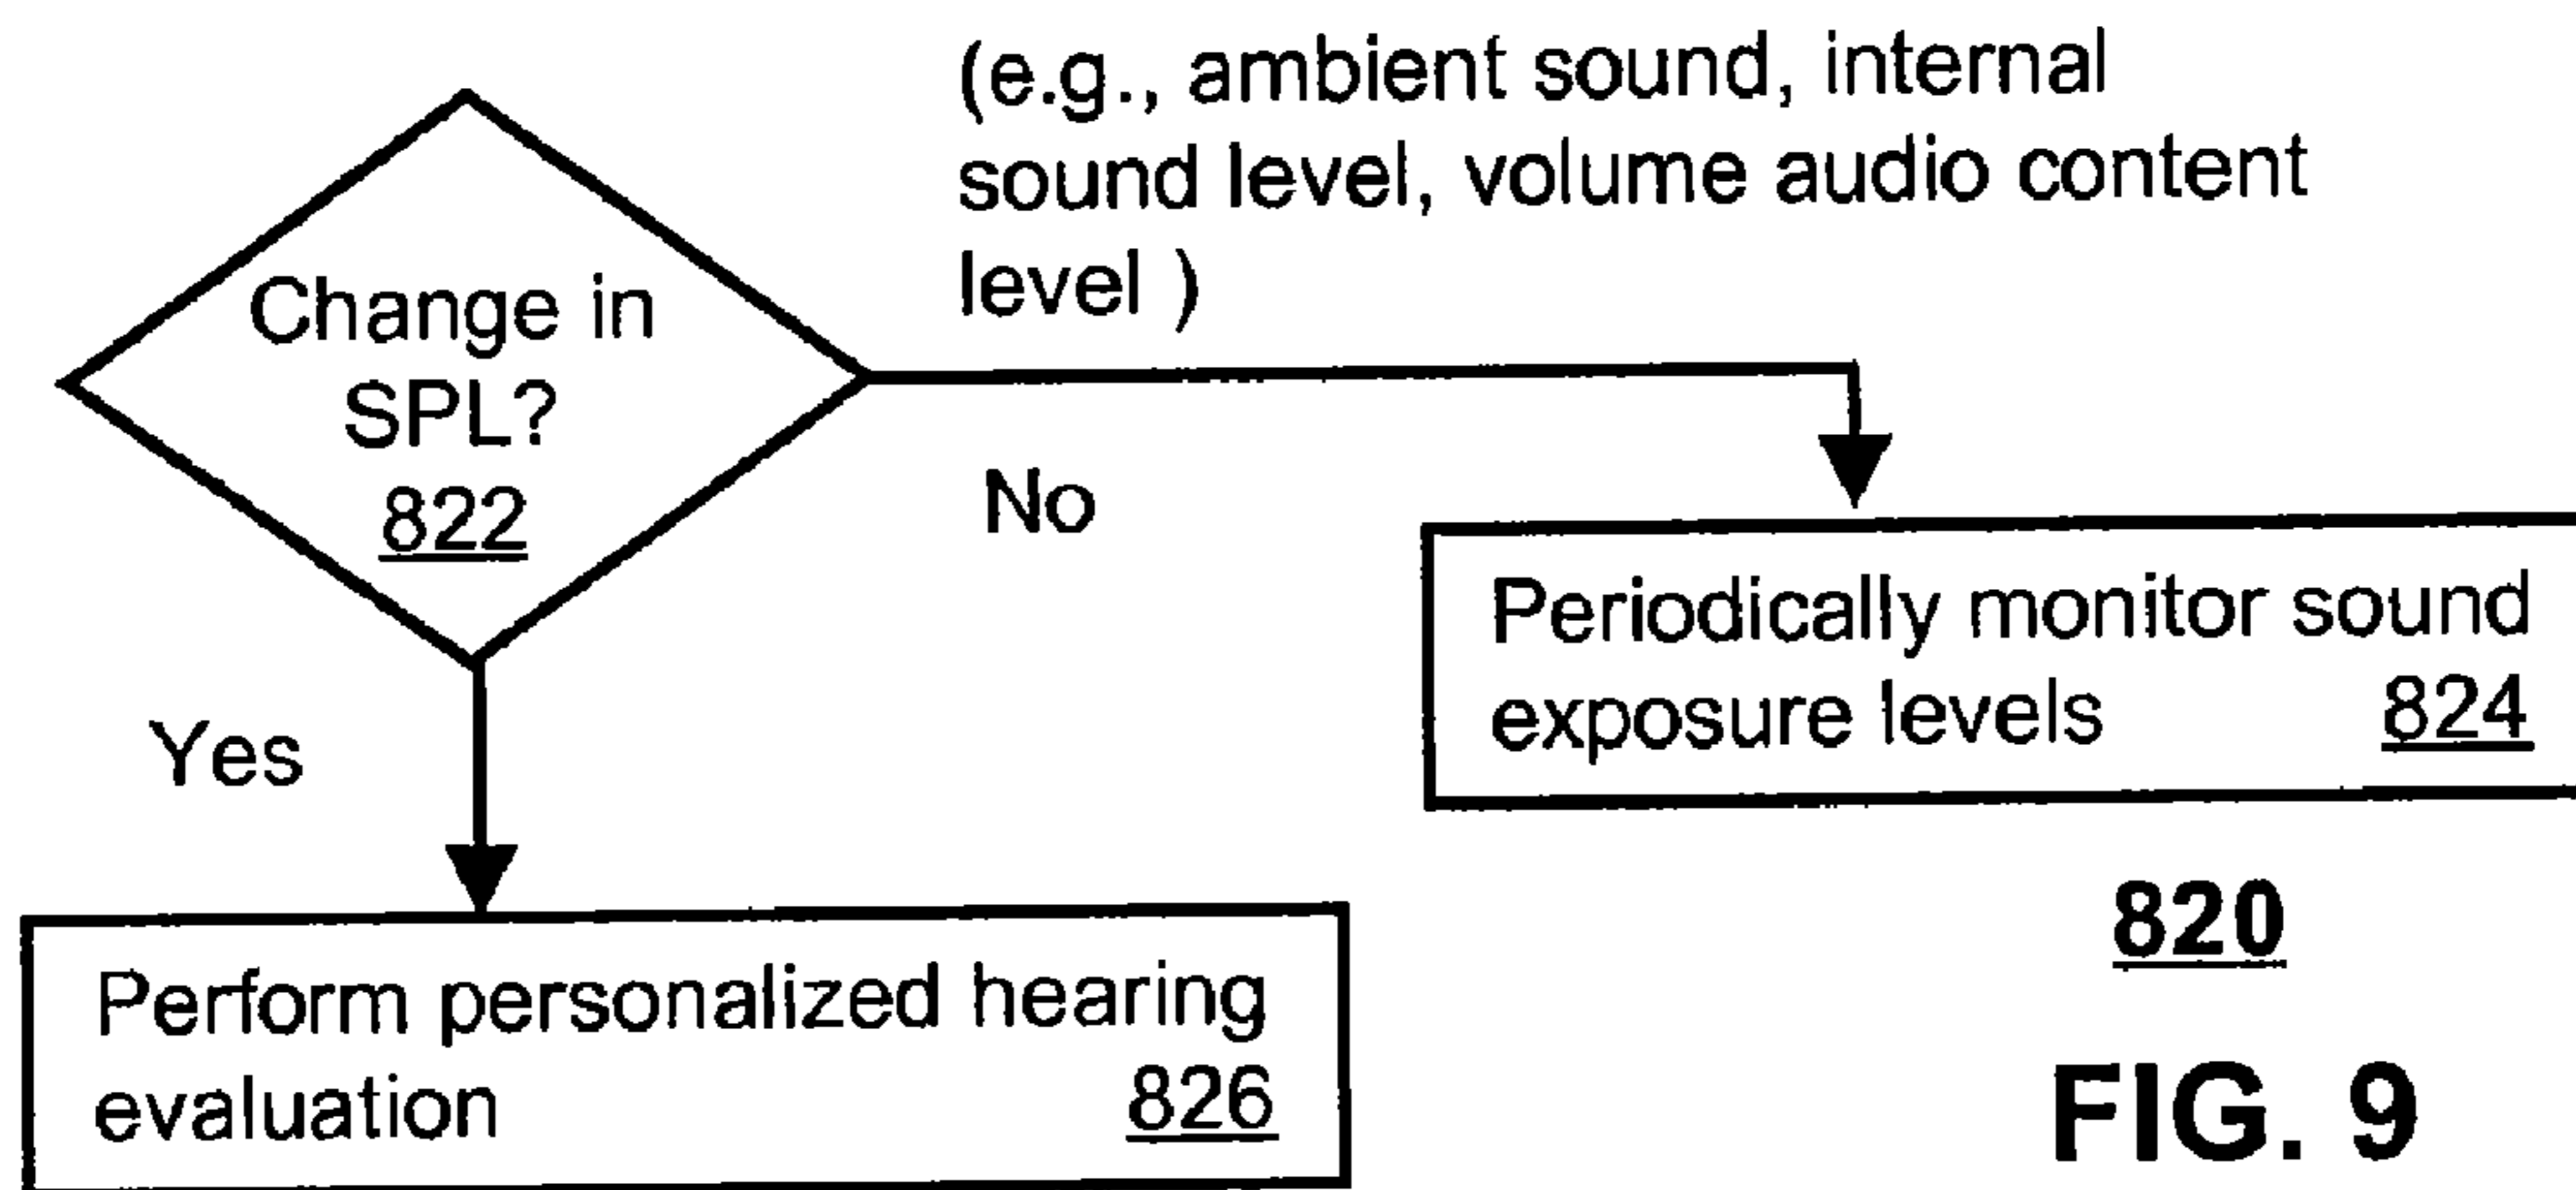 (e.g., ambient sound, internal
sound level, volume audio content
level )
Change in
SPL?
822
No
Yes
Periodically monitor sound
exposure levels 824
Perform personalized hearing
evaluation 826
820
FIG. 9